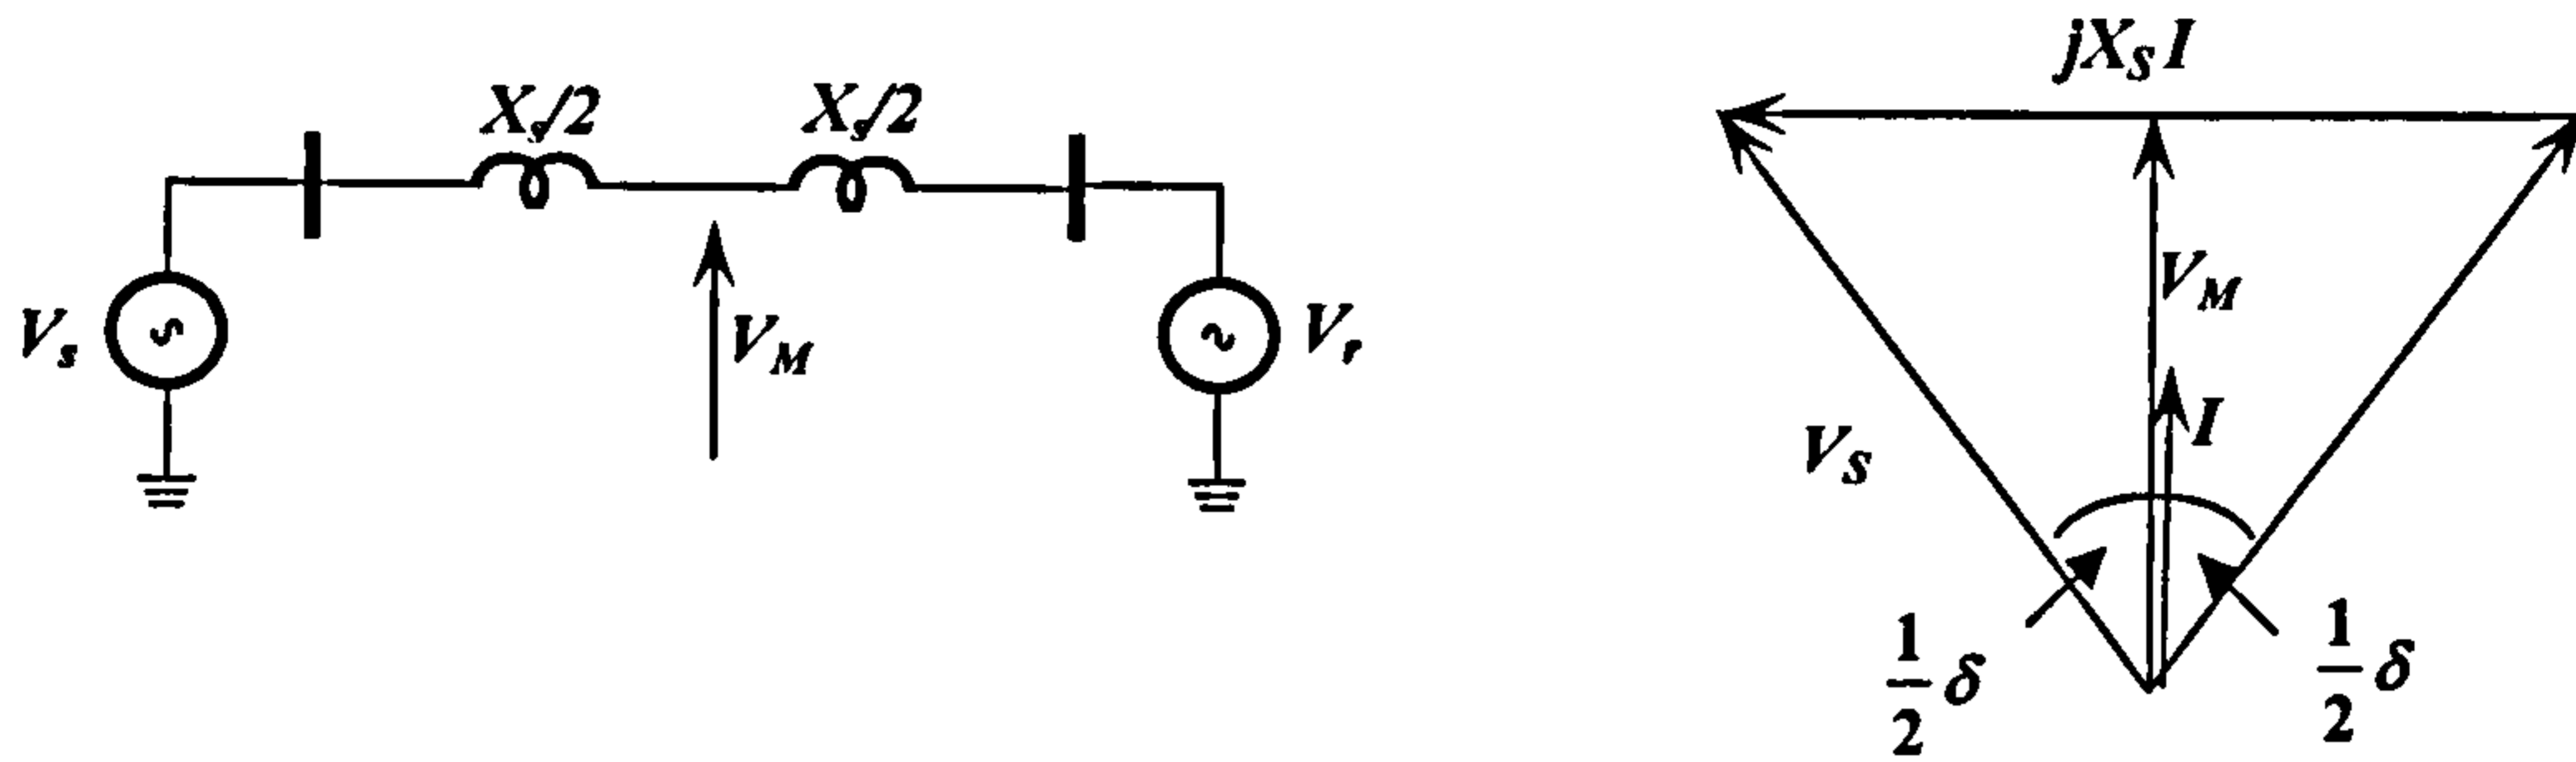 X_s/2
X_s/2
V_s
V_M
V_r
jX_S I
V_M
V_S
I
1/2 δ
1/2 δ